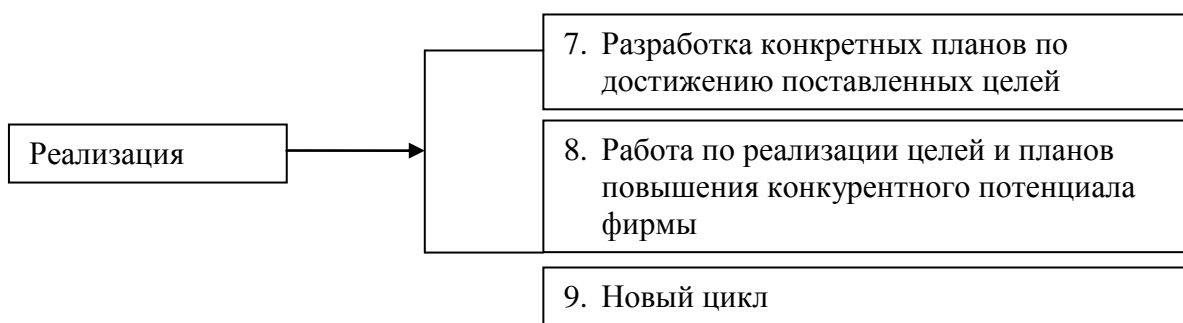 7. Разработка конкретных планов по
достижению поставленных целей
Реализация
8. Работа по реализации целей и планов
повышения конкурентного потенциала
фирмы
9. Новый цикл